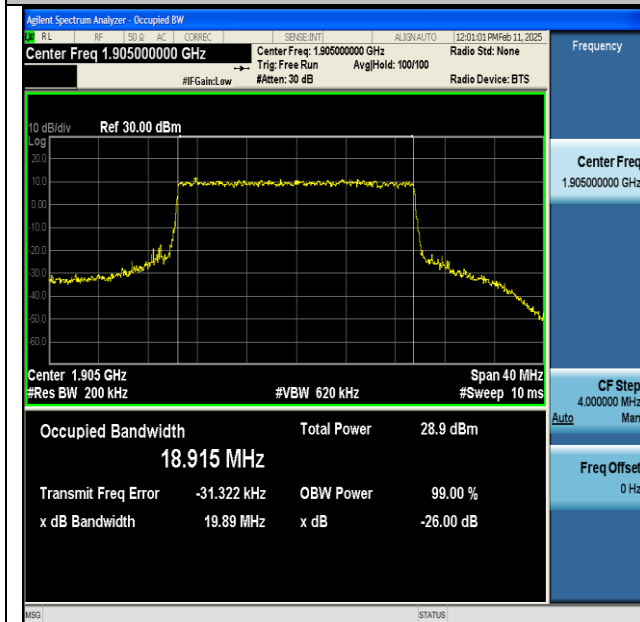 Agilent Spectrum Analyzer - Occupied BW
RL RF 50 Ω AC CORREC SENSE:INT ALIGN AUTO 12:01:01 PM Feb 11, 2025
Center Freq 1.905000000 GHz Center Freq: 1.905000000 GHz Radio Std: None
Trig: Free Run Avg|Hold: 100/100
#IFGain:Low #Atten: 30 dB Radio Device: BTS
Frequency
10 dB/div Ref 30.00 dBm
Log
20.0
10.0
0.00
-10.0
-20.0
-30.0
-40.0
-50.0
-60.0
Center 1.905 GHz Span 40 MHz
#Res BW 200 kHz #VBW 620 kHz #Sweep 10 ms
Occupied Bandwidth Total Power 28.9 dBm
18.915 MHz
Transmit Freq Error -31.322 kHz OBW Power 99.00 %
x dB Bandwidth 19.89 MHz x dB -26.00 dB
Center Freq
1.905000000 GHz
CF Step
4.000000 MHz
Auto Man
Freq Offset
0 Hz
MSG STATUS